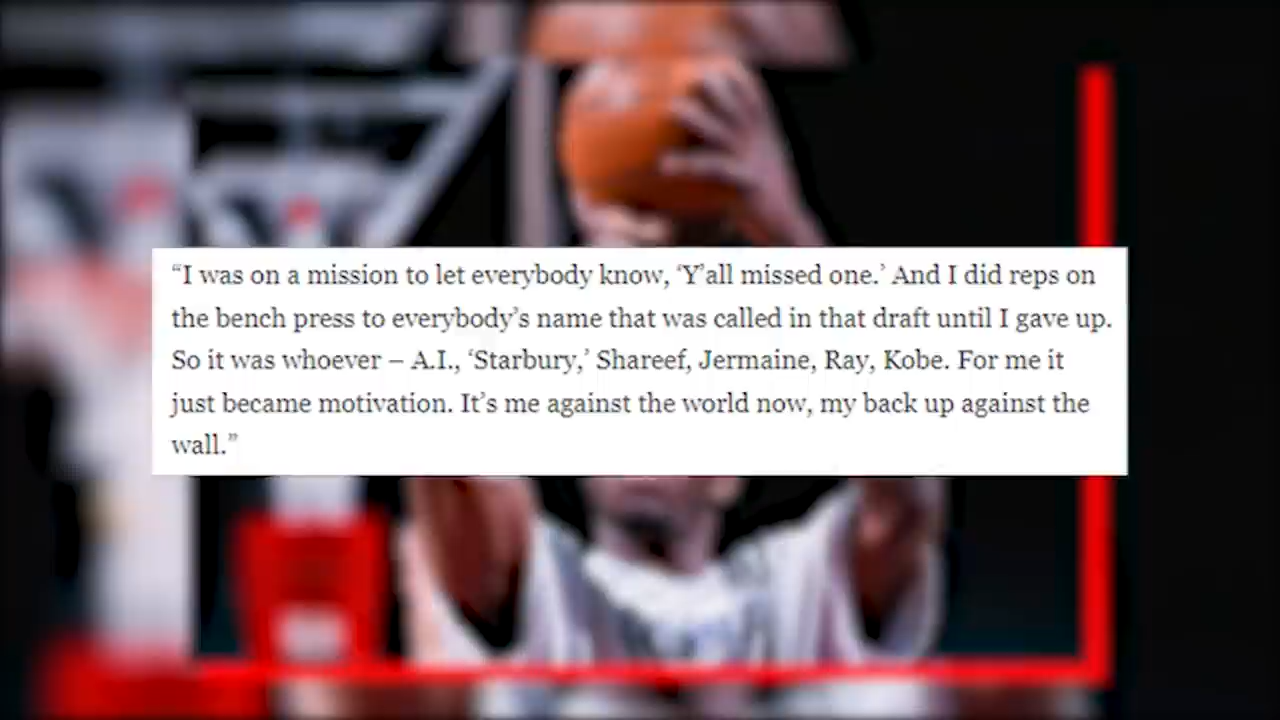 “I was on a mission to let everybody know, ‘Y’all missed one.’ And I did reps on
the bench press to everybody’s name that was called in that draft until I gave up.
So it was whoever – A.I., ‘Starbury,’ Shareef, Jermaine, Ray, Kobe. For me it
just became motivation. It’s me against the world now, my back up against the
wall.”